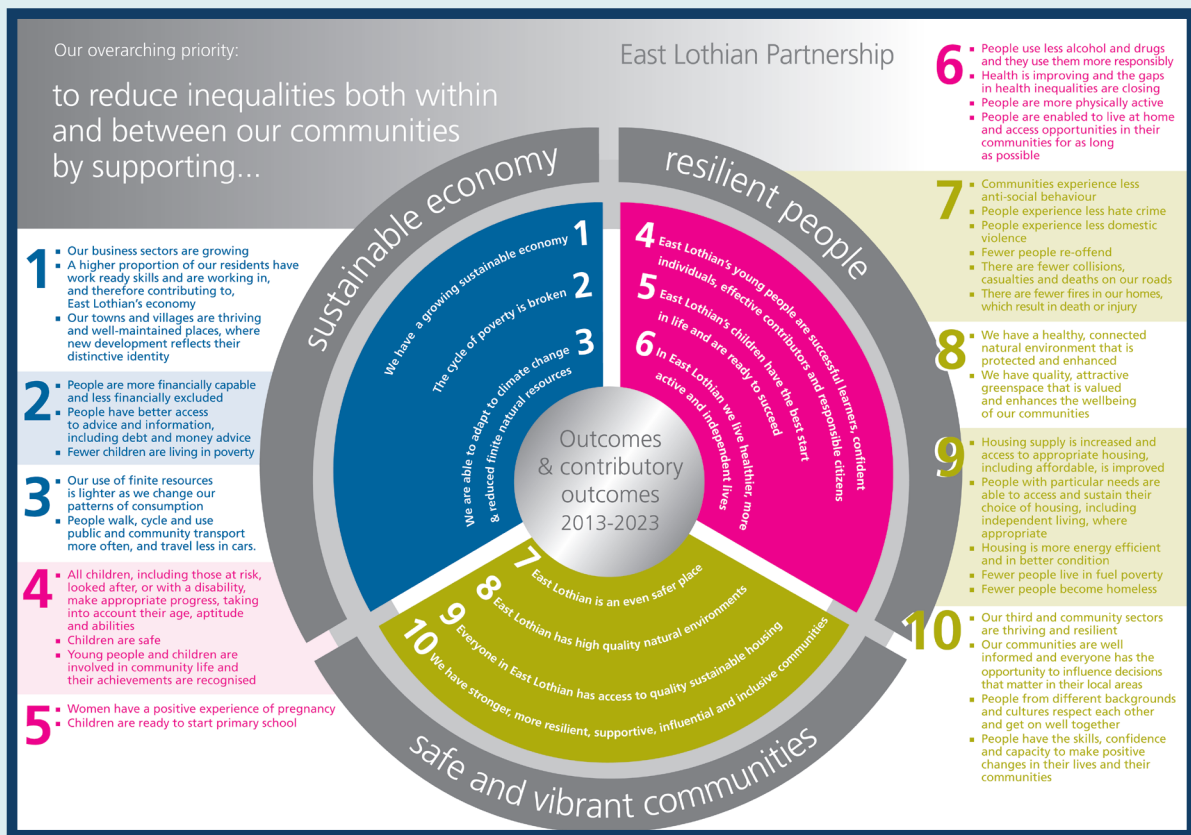 Our overarching priority:
to reduce inequalities both within
and between our communities
by supporting...
East Lothian Partnership
1
Our business sectors are growing
A higher proportion of our residents have
work ready skills and are working in,
and therefore contributing to,
East Lothian's economy
Our towns and villages are thriving
and well-maintained places, where
new development reflects their
distinctive identity
2
People are more financially capable
and less financially excluded
People have better access
to advice and information,
including debt and money advice
Fewer children are living in poverty
3
Our use of finite resources
is lighter as we change our
patterns of consumption
People walk, cycle and use
public and community transport
more often, and travel less in cars.
4
All children, including those at risk,
looked after, or with a disability,
make appropriate progress, taking
into account their age, aptitude
and abilities
Children are safe
Young people and children are
involved in community life and
their achievements are recognised
5
Women have a positive experience of pregnancy
Children are ready to start primary school
sustainable economy
We have a growing sustainable economy 1
The cycle of poverty is broken 2
We are able to adapt to climate change 3
& reduced finite natural resources
resilient people
4 East Lothian's young people are successful learners, confident
individuals, effective contributors and responsible citizens
5 East Lothian's children have the best start
in life and are ready to succeed
6 In East Lothian we live healthier, more
active and independent lives
Outcomes
& contributory
outcomes
2013-2023
7 East Lothian is an even safer place
8 East Lothian has high quality natural environments
9 Everyone in East Lothian has access to quality sustainable housing
10 We have stronger, more resilient, supportive, influential and inclusive communities
safe and vibrant communities
6
People use less alcohol and drugs
and they use them more responsibly
Health is improving and the gaps
in health inequalities are closing
People are more physically active
People are enabled to live at home
and access opportunities in their
communities for as long
as possible
7
Communities experience less
anti-social behaviour
People experience less hate crime
People experience less domestic
violence
Fewer people re-offend
There are fewer collisions,
casualties and deaths on our roads
There are fewer fires in our homes,
which result in death or injury
8
We have a healthy, connected
natural environment that is
protected and enhanced
We have quality, attractive
greenspace that is valued
and enhances the wellbeing
of our communities
9
Housing supply is increased and
access to appropriate housing,
including affordable, is improved
People with particular needs are
able to access and sustain their
choice of housing, including
independent living, where
appropriate
Housing is more energy efficient
and in better condition
Fewer people live in fuel poverty
Fewer people become homeless
10
Our third and community sectors
are thriving and resilient
Our communities are well
informed and everyone has the
opportunity to influence decisions
that matter in their local areas
People from different backgrounds
and cultures respect each other
and get on well together
People have the skills, confidence
and capacity to make positive
changes in their lives and their
communities